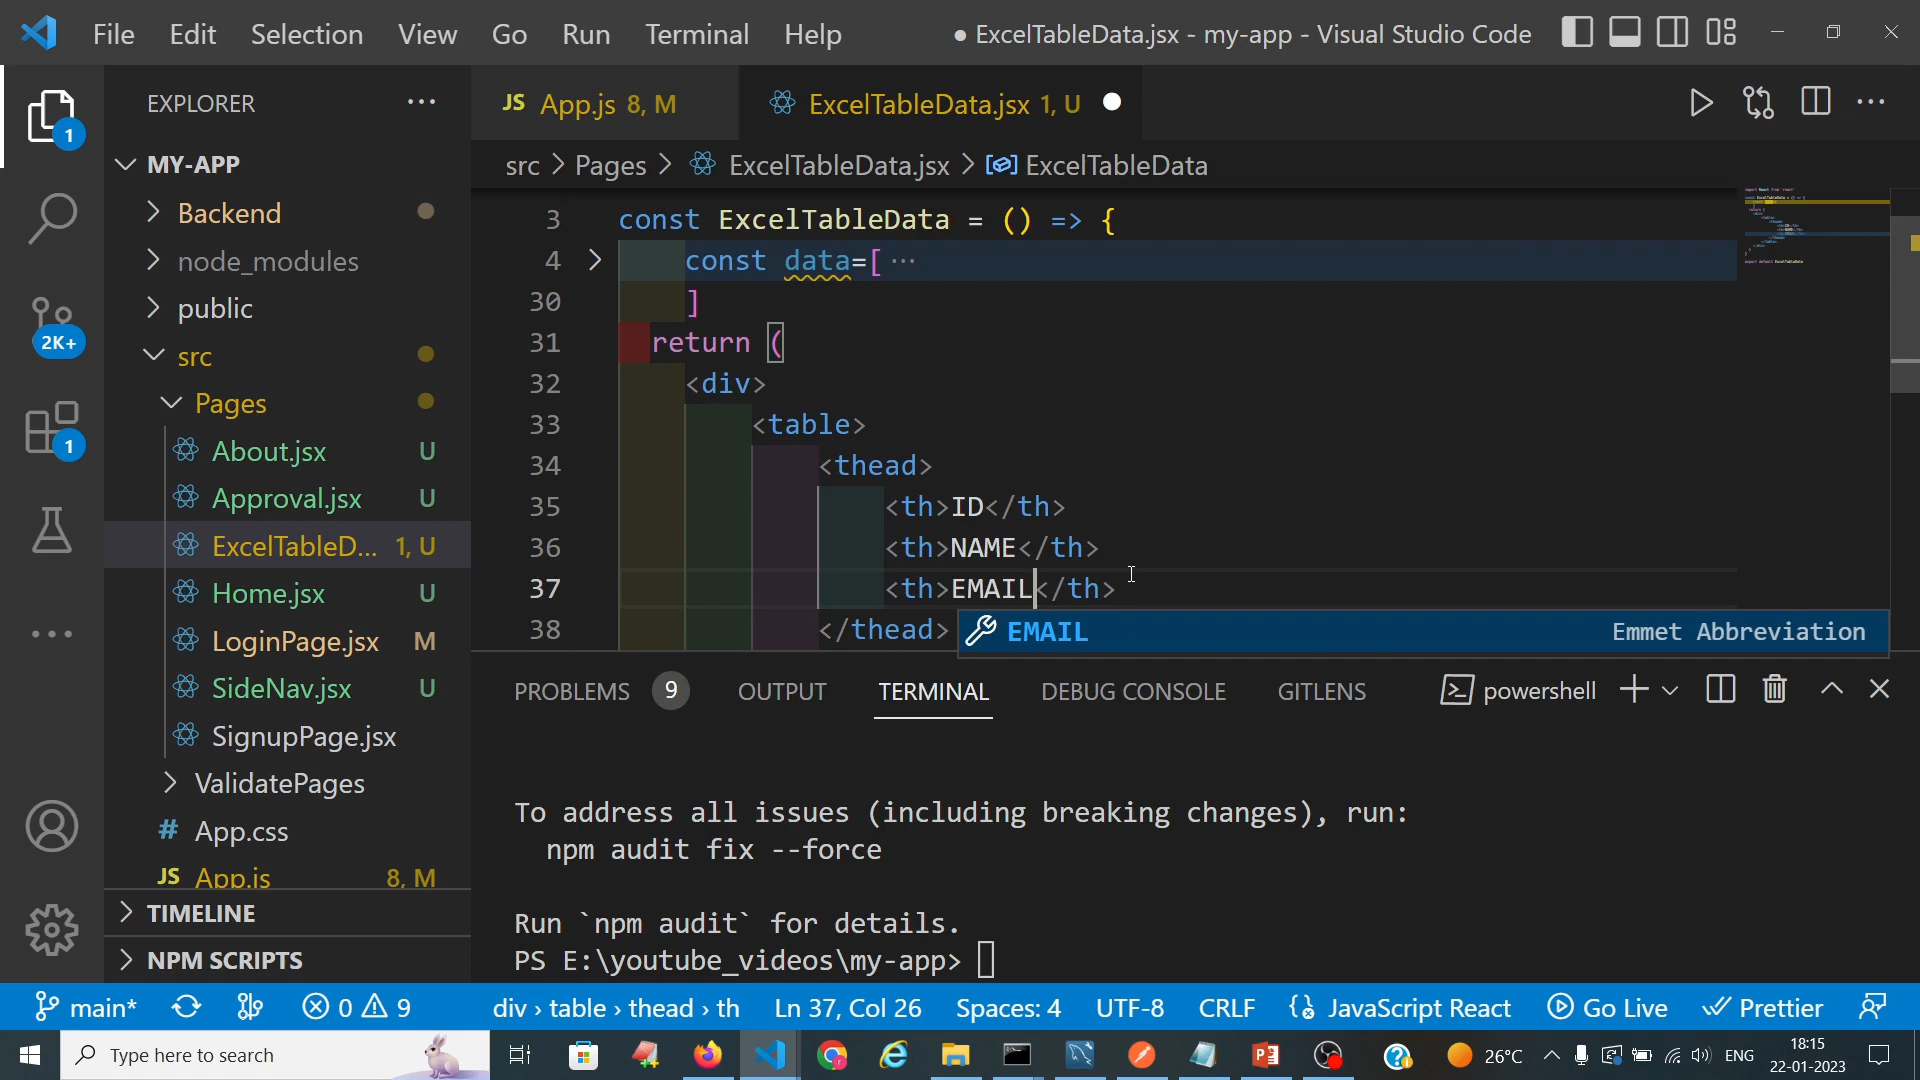 File Edit Selection View Go Run Terminal Help ● ExcelTableData.jsx - my-app - Visual Studio Code
EXPLORER ···
1
MY-APP
Backend
node_modules
public
2K+
src
Pages
About.jsx U
Approval.jsx U
1
ExcelTableD... 1, U
Home.jsx U
LoginPage.jsx M
SideNav.jsx U
SignupPage.jsx
ValidatePages
# App.css
JS App.js 8, M
TIMELINE
NPM SCRIPTS
JS App.js 8, M ExcelTableData.jsx 1, U
src > Pages > ExcelTableData.jsx > ExcelTableData
3 const ExcelTableData = () => {
4 const data=[ ···
30 ]
31 return (
32 <div>
33 <table>
34 <thead>
35 <th>ID</th>
36 <th>NAME</th>
37 <th>EMAIL</th>
38 </thead>
EMAIL Emmet Abbreviation
PROBLEMS 9 OUTPUT TERMINAL DEBUG CONSOLE GITLENS powershell
To address all issues (including breaking changes), run:
npm audit fix --force
Run `npm audit` for details.
PS E:\youtube_videos\my-app>
main* 0 9 div › table › thead › th Ln 37, Col 26 Spaces: 4 UTF-8 CRLF JavaScript React Go Live Prettier
Type here to search 26°C ENG 18:15
22-01-2023